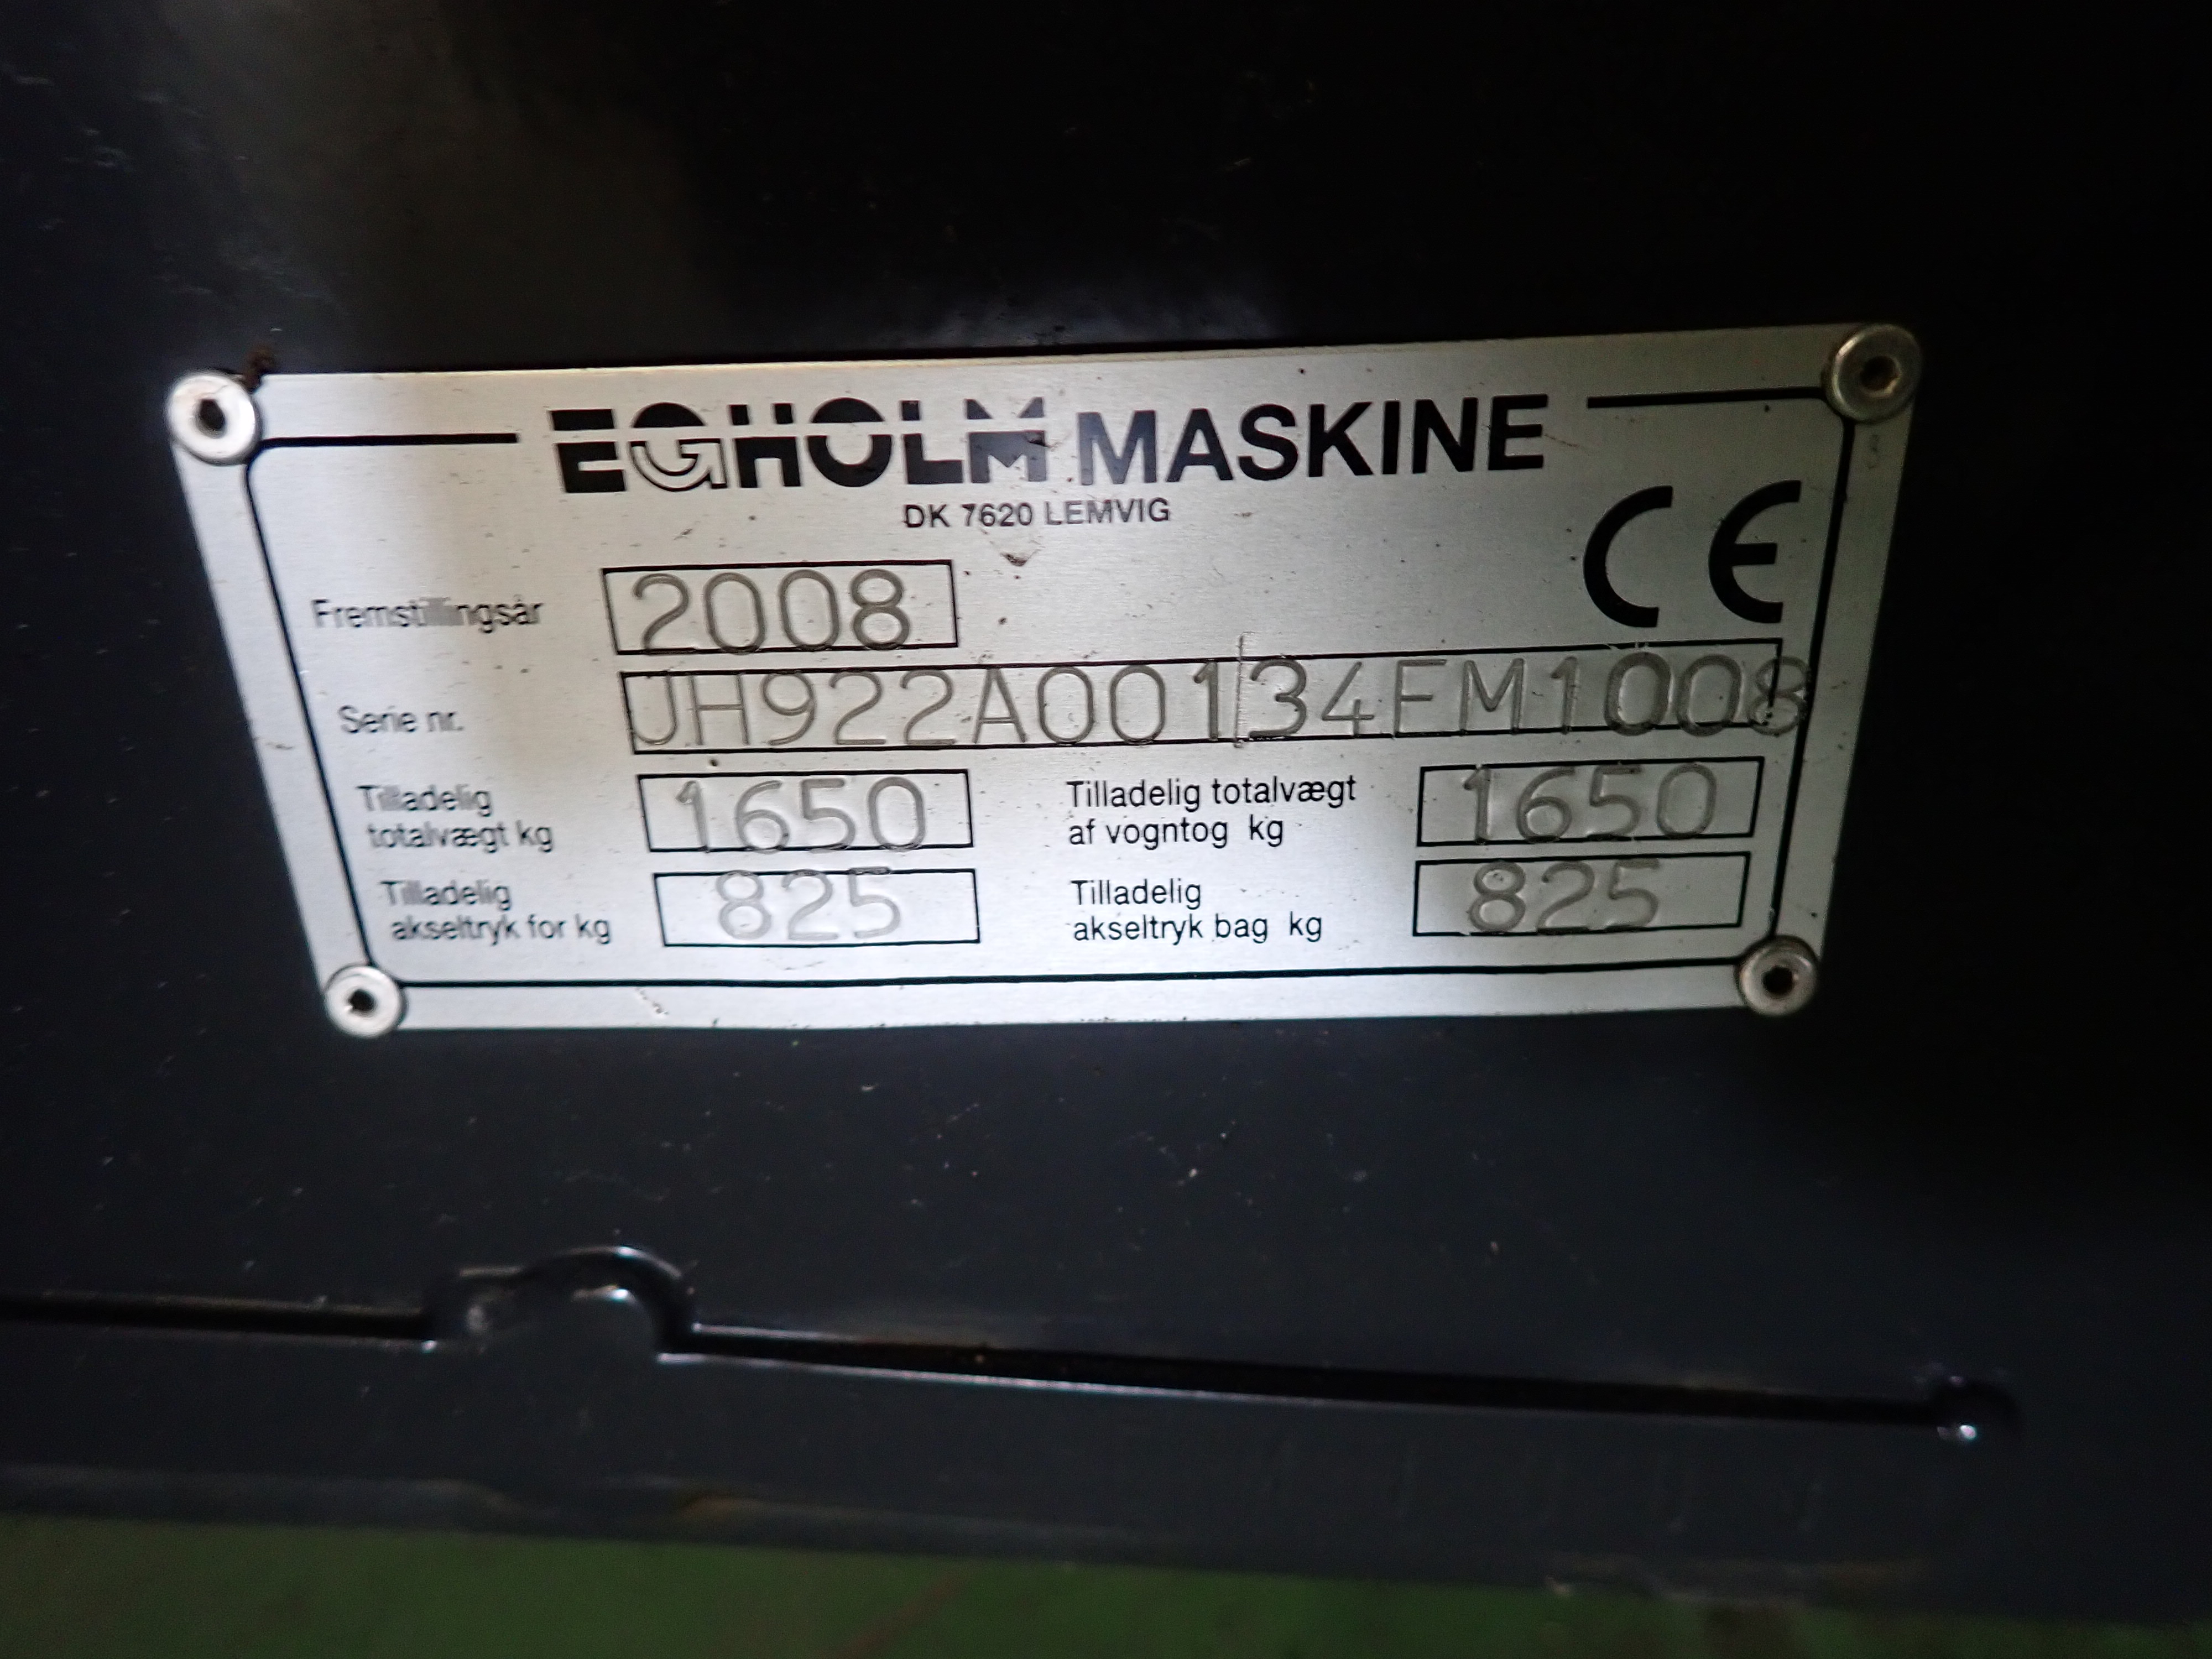 EGHOLM MASKINE
DK 7620 LEMVIG
CE
Fremstillingsår 2008
Serie nr. JH922A00134EM1008
Tilladelig totalvægt kg 1650 Tilladelig totalvægt af vogntog kg 1650
Tilladelig akseltryk for kg 825 Tilladelig akseltryk bag kg 825